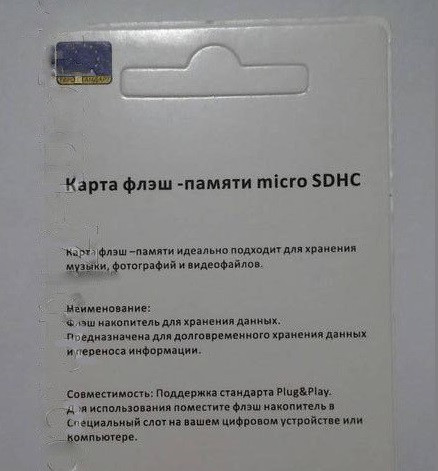 Карта флэш -памяти micro SDHC
Карта флэш –памяти идеально подходит для хранения
музыки, фотографий и видеофайлов.
Наименование:
Флэш накопитель для хранения данных.
Предназначена для долговременного хранения данных
и переноса информации.
Совместимость: Поддержка стандарта Plug&Play.
Для использования поместите флэш накопитель в
Специальный слот на вашем цифровом устройстве или
Компьютере.